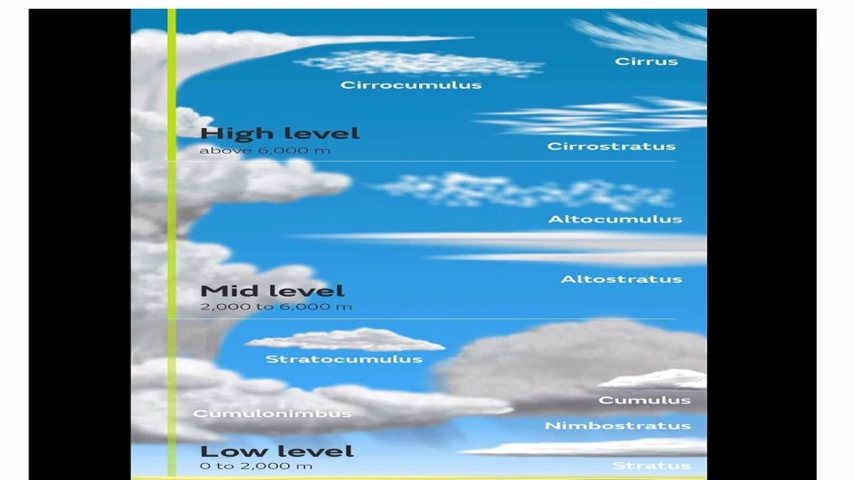 Cirrus
Cirrocumulus
High level
above 6,000 m
Cirrostratus
Altocumulus
Altostratus
Mid level
2,000 to 6,000 m
Stratocumulus
Cumulus
Cumulonimbus
Nimbostratus
Low level
0 to 2,000 m
Stratus